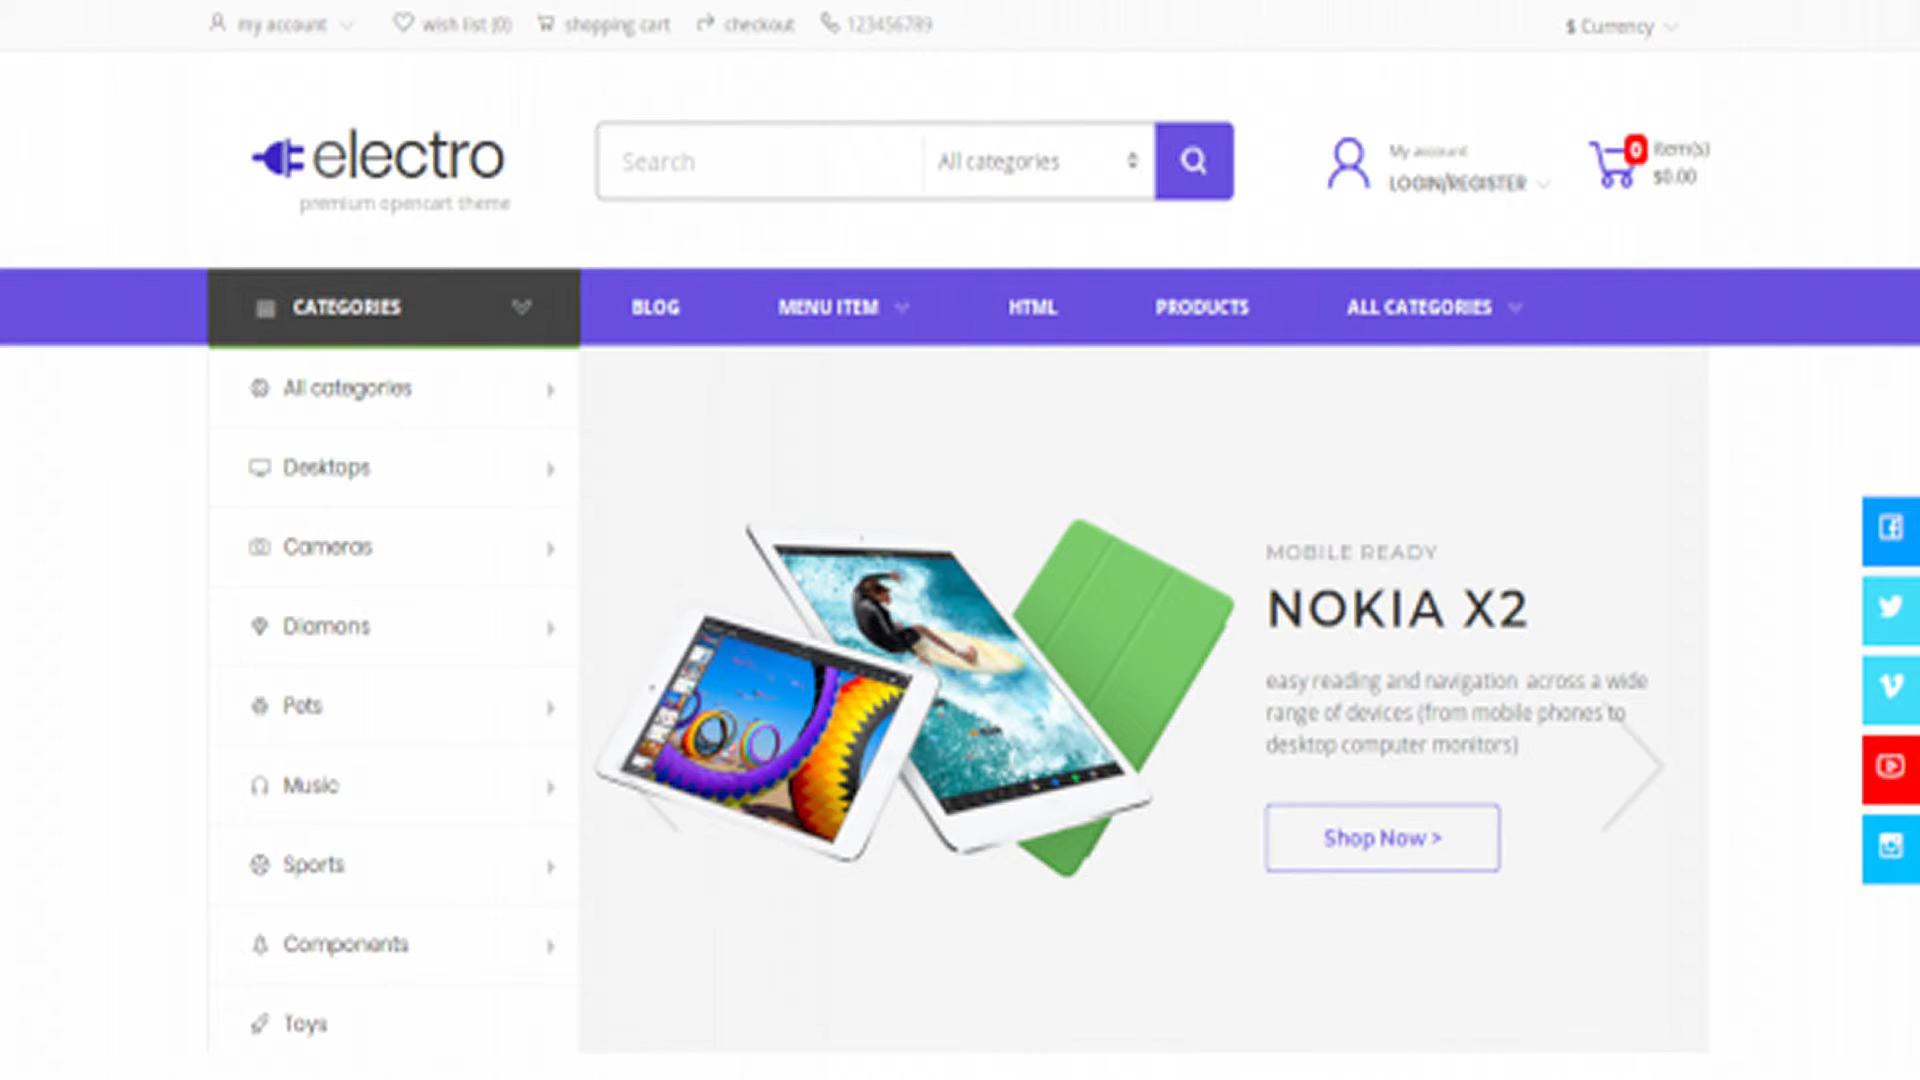 my account
wish list (0)
shopping cart
checkout
123456789
$ Currency
electro
premium opencart theme
Search
All categories
My account
LOGIN/REGISTER
0
item(s)
$0.00
CATEGORIES
BLOG
MENU ITEM
HTML
PRODUCTS
ALL CATEGORIES
All categories
Desktops
Cameras
Diamons
Pets
Music
Sports
Components
Toys
MOBILE READY
NOKIA X2
easy reading and navigation across a wide
range of devices (from mobile phones to
desktop computer monitors)
Shop Now >